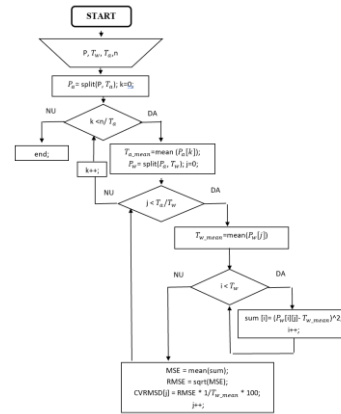 START
P, T_w, T_a, n
P_a= split(P, T_a); k=0;
NU
k <n/ T_a
DA
end;
T_a_mean=mean (P_a[k]);
P_w= split(P_a, T_w); j=0;
k++;
NU
j < T_a/T_w
DA
T_w_mean=mean(P_w[j])
NU
i < T_w
DA
sum [i]= (P_w[i][j]- T_w_mean)^2;
i++;
MSE = mean(sum);
RMSE = sqrt(MSE);
CVRMSD[j] = RMSE * 1/T_w_mean * 100;
j++;